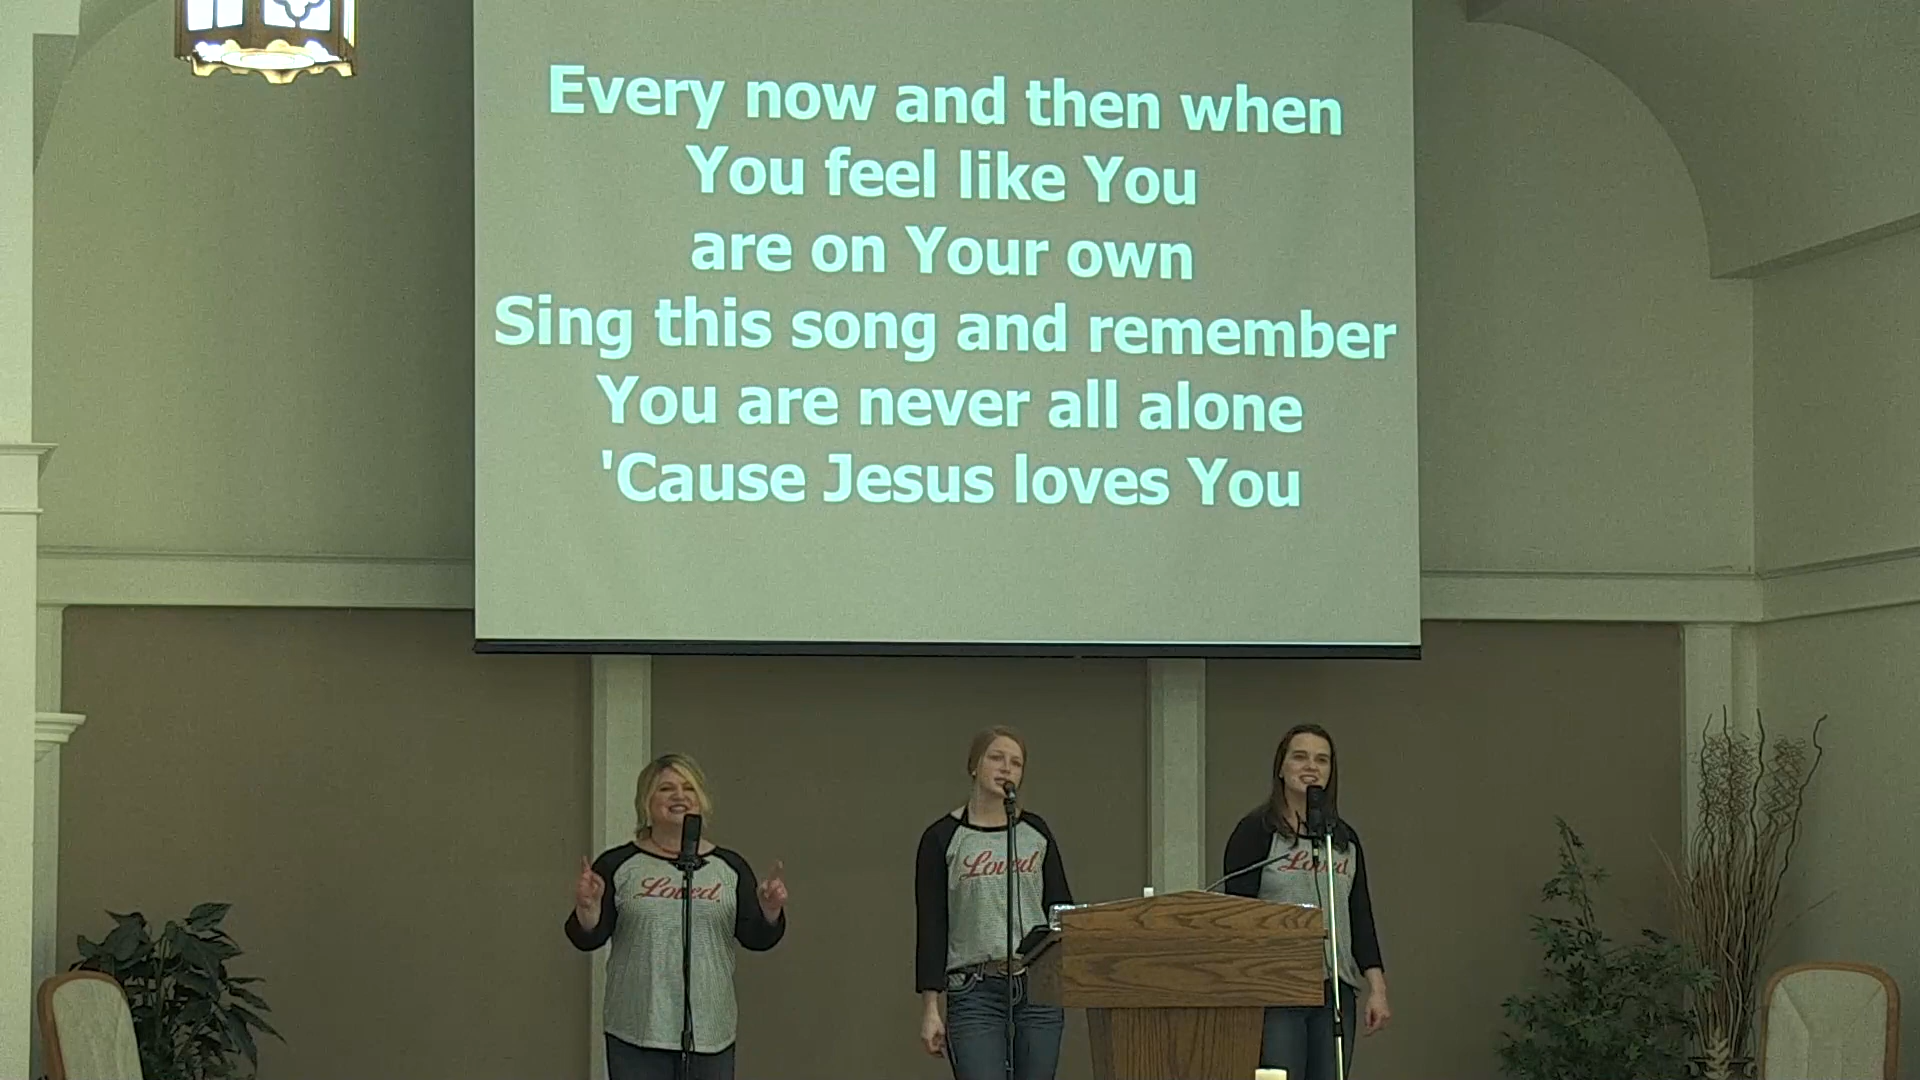 Every now and then when
You feel like You
are on Your own
Sing this song and remember
You are never all alone
'Cause Jesus loves You
Loved.
Loved.
Loved.